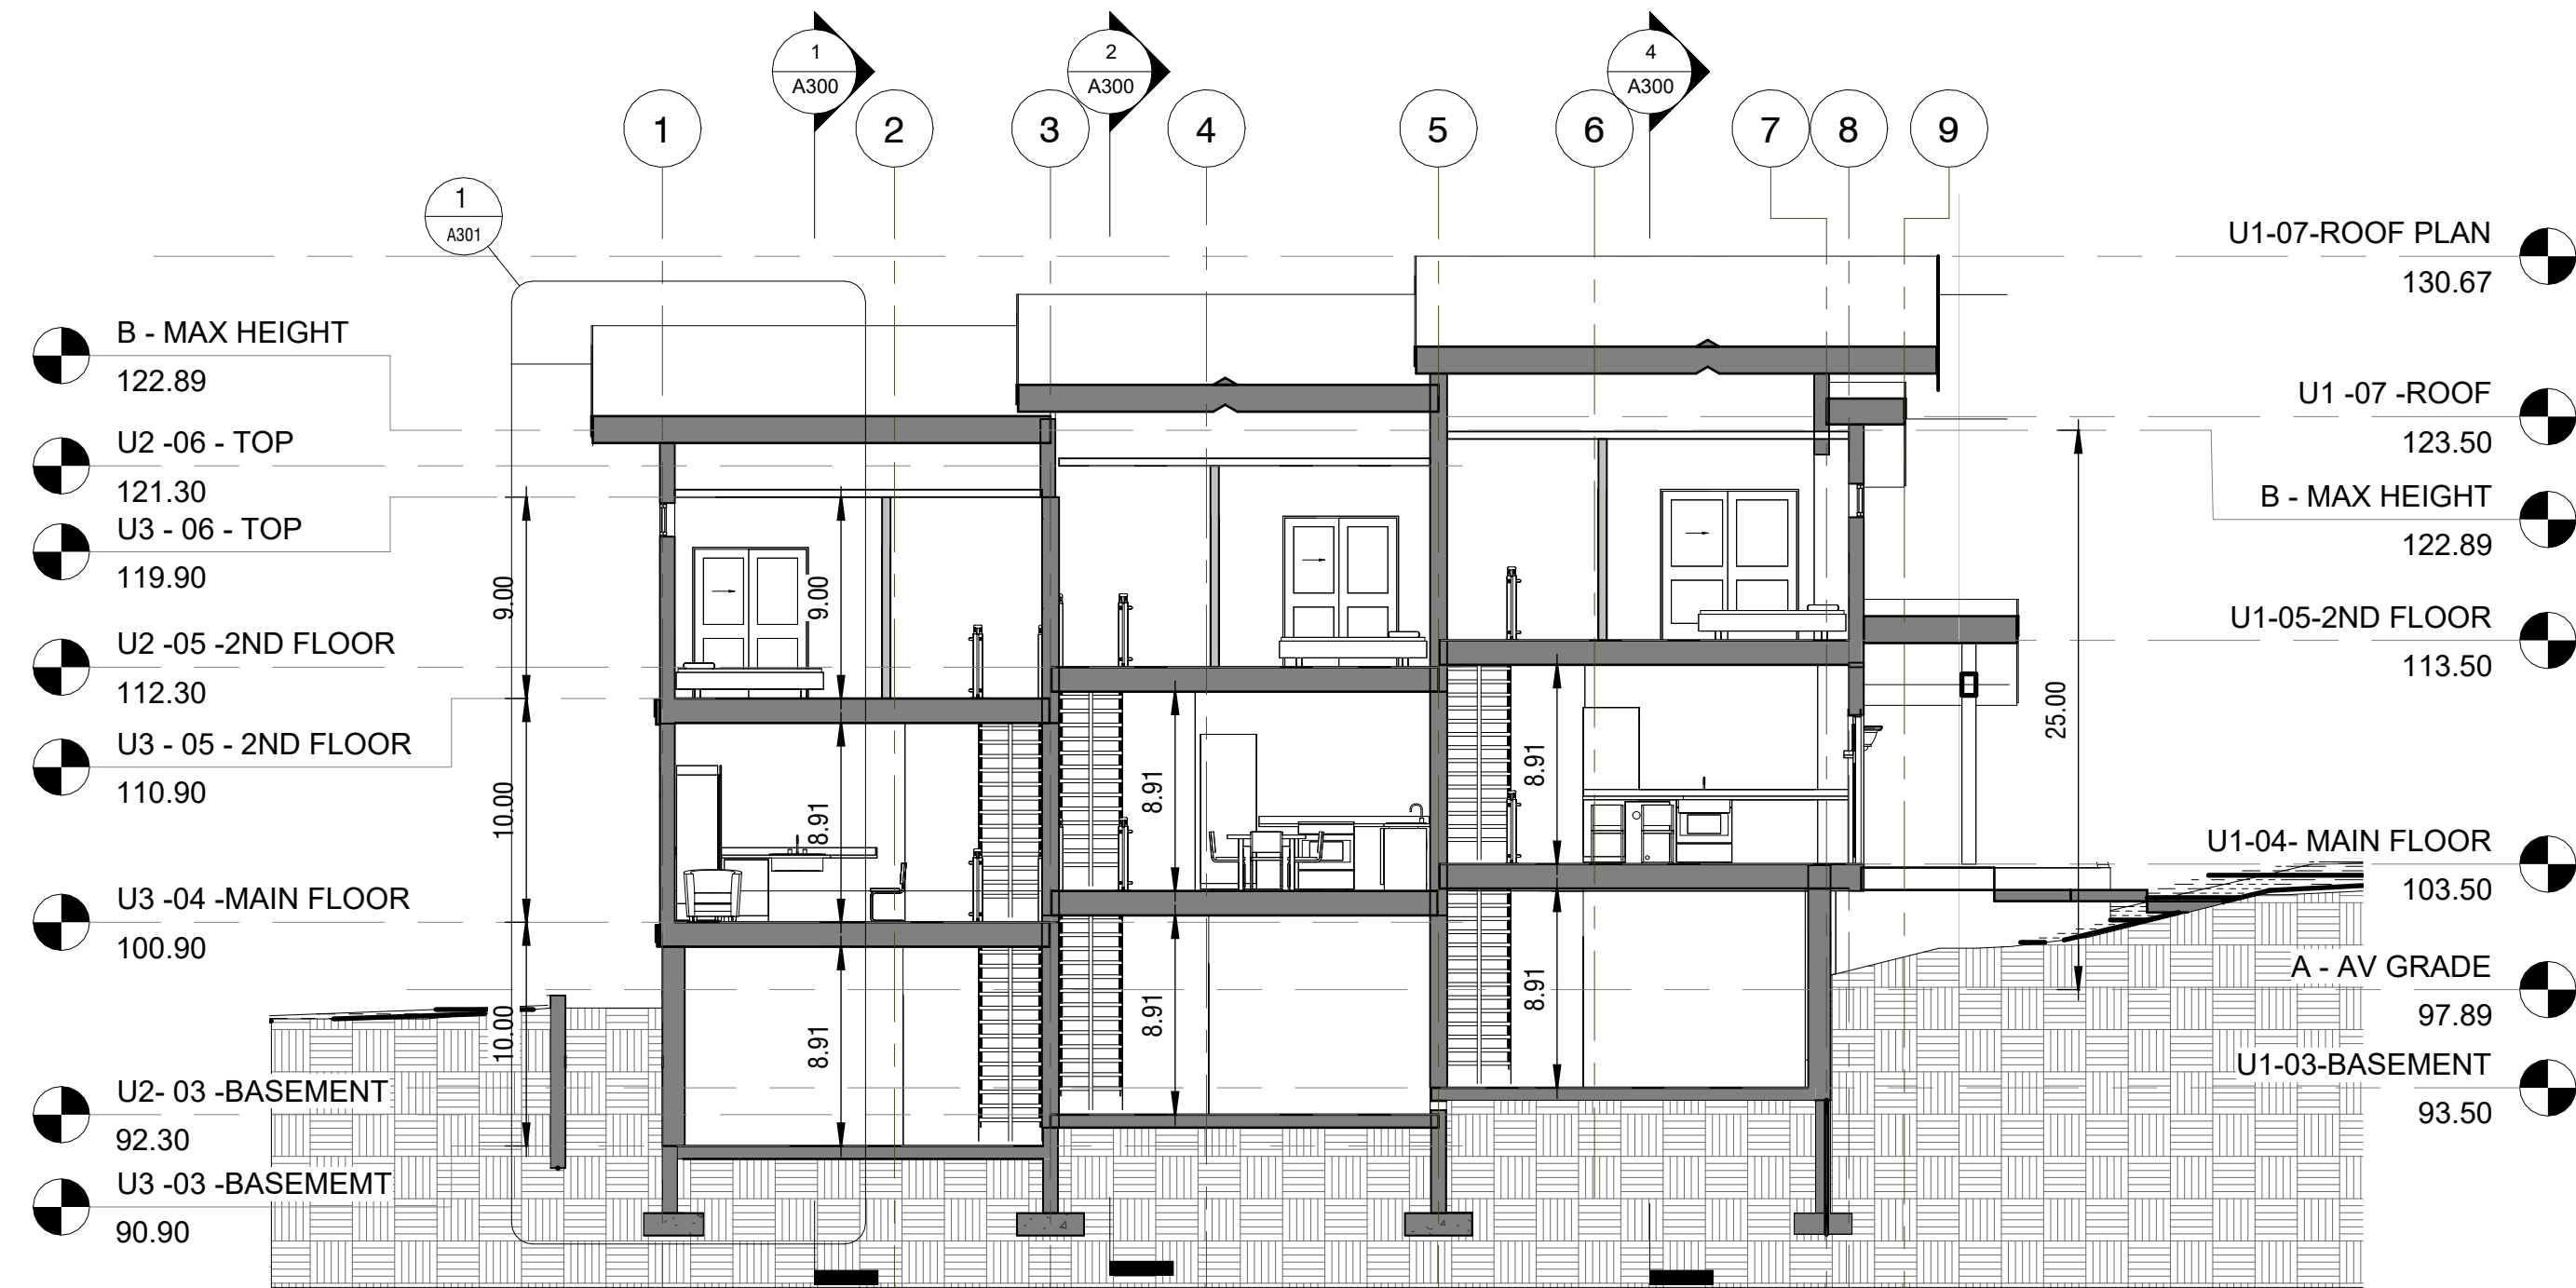 1
A300
2
A300
4
A300
1
2
3
4
5
6
7
8
9
1
A301
B - MAX HEIGHT
122.89
U2 -06 - TOP
121.30
U3 - 06 - TOP
119.90
U2 -05 -2ND FLOOR
112.30
U3 - 05 - 2ND FLOOR
110.90
U3 -04 -MAIN FLOOR
100.90
U2- 03 -BASEMENT
92.30
U3 -03 -BASEMEMT
90.90
9.00
10.00
10.00
9.00
8.91
8.91
8.91
8.91
8.91
8.91
25.00
U1-07-ROOF PLAN
130.67
U1 -07 -ROOF
123.50
B - MAX HEIGHT
122.89
U1-05-2ND FLOOR
113.50
U1-04- MAIN FLOOR
103.50
A - AV GRADE
97.89
U1-03-BASEMENT
93.50